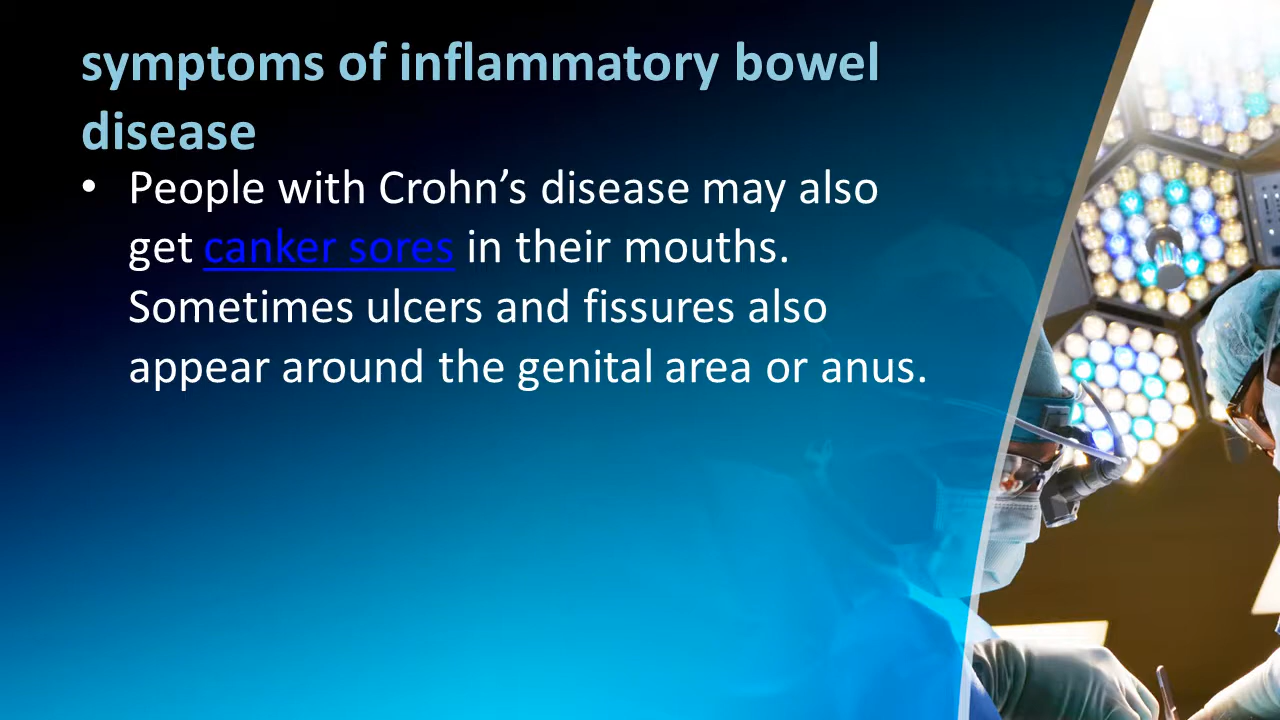 symptoms of inflammatory bowel
disease
• People with Crohn’s disease may also
get canker sores in their mouths.
Sometimes ulcers and fissures also
appear around the genital area or anus.